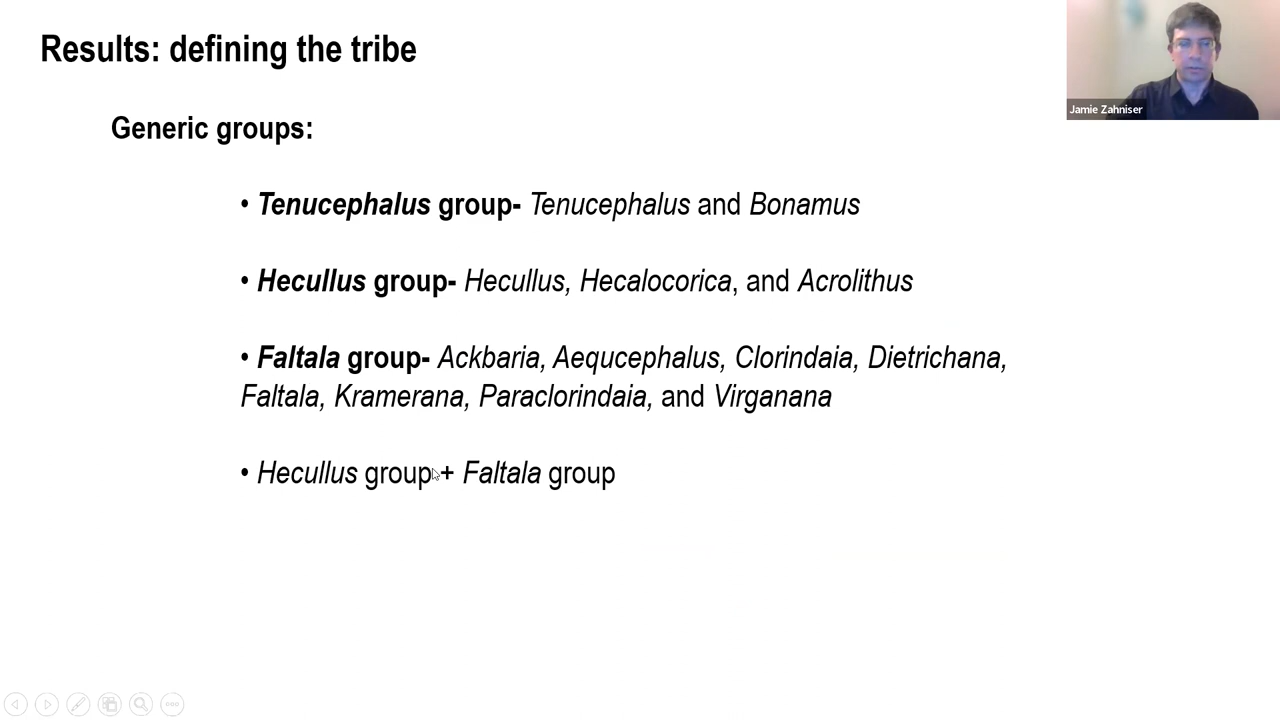 Results: defining the tribe
Jamie Zahniser
Generic groups:
• Tenucephalus group- Tenucephalus and Bonamus
• Hecullus group- Hecullus, Hecalocorica, and Acrolithus
• Faltala group- Ackbaria, Aequcephalus, Clorindaia, Dietrichana,
Faltala, Kramerana, Paraclorindaia, and Virganana
• Hecullus group + Faltala group